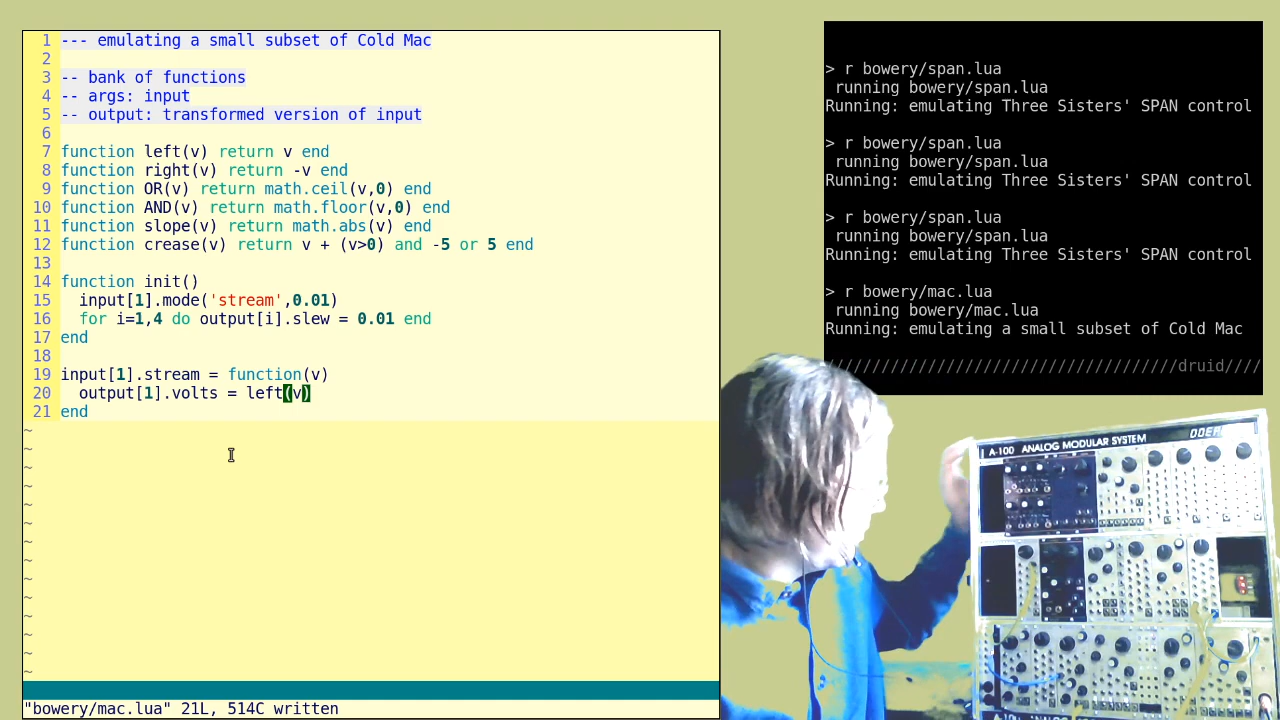 1 --- emulating a small subset of Cold Mac
2
3 -- bank of functions
4 -- args: input
5 -- output: transformed version of input
6
7 function left(v) return v end
8 function right(v) return -v end
9 function OR(v) return math.ceil(v,0) end
10 function AND(v) return math.floor(v,0) end
11 function slope(v) return math.abs(v) end
12 function crease(v) return v + (v>0) and -5 or 5 end
13
14 function init()
15   input[1].mode('stream',0.01)
16   for i=1,4 do output[i].slew = 0.01 end
17 end
18
19 input[1].stream = function(v)
20   output[1].volts = left(v)
21 end
~
~
~
~
~
~
~
~
~
~
~
~
~
~
"bowery/mac.lua" 21L, 514C written
> r bowery/span.lua
 running bowery/span.lua
Running: emulating Three Sisters' SPAN control
> r bowery/span.lua
 running bowery/span.lua
Running: emulating Three Sisters' SPAN control
> r bowery/span.lua
 running bowery/span.lua
Running: emulating Three Sisters' SPAN control
> r bowery/mac.lua
 running bowery/mac.lua
Running: emulating a small subset of Cold Mac
//////////////////////////////////////druid////
A-100 ANALOG MODULAR SYSTEM